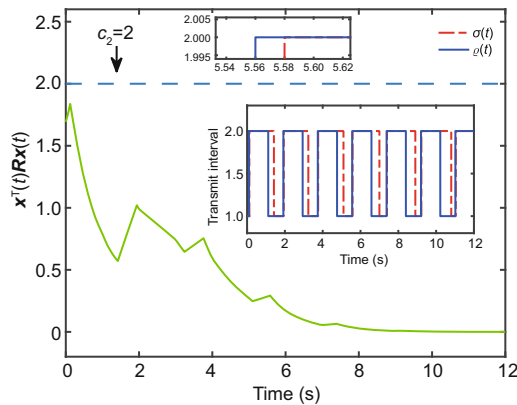 2.5
2.0
1.5
1.0
0.5
0
x^T(t)Rx(t)
c_2=2
2.005
2.000
1.995
5.54 5.56 5.58 5.60 5.62
σ(t)
ϱ(t)
Transmit interval
2.0
1.5
1.0
0 2 4 6 8 10 12
Time (s)
0 2 4 6 8 10 12
Time (s)